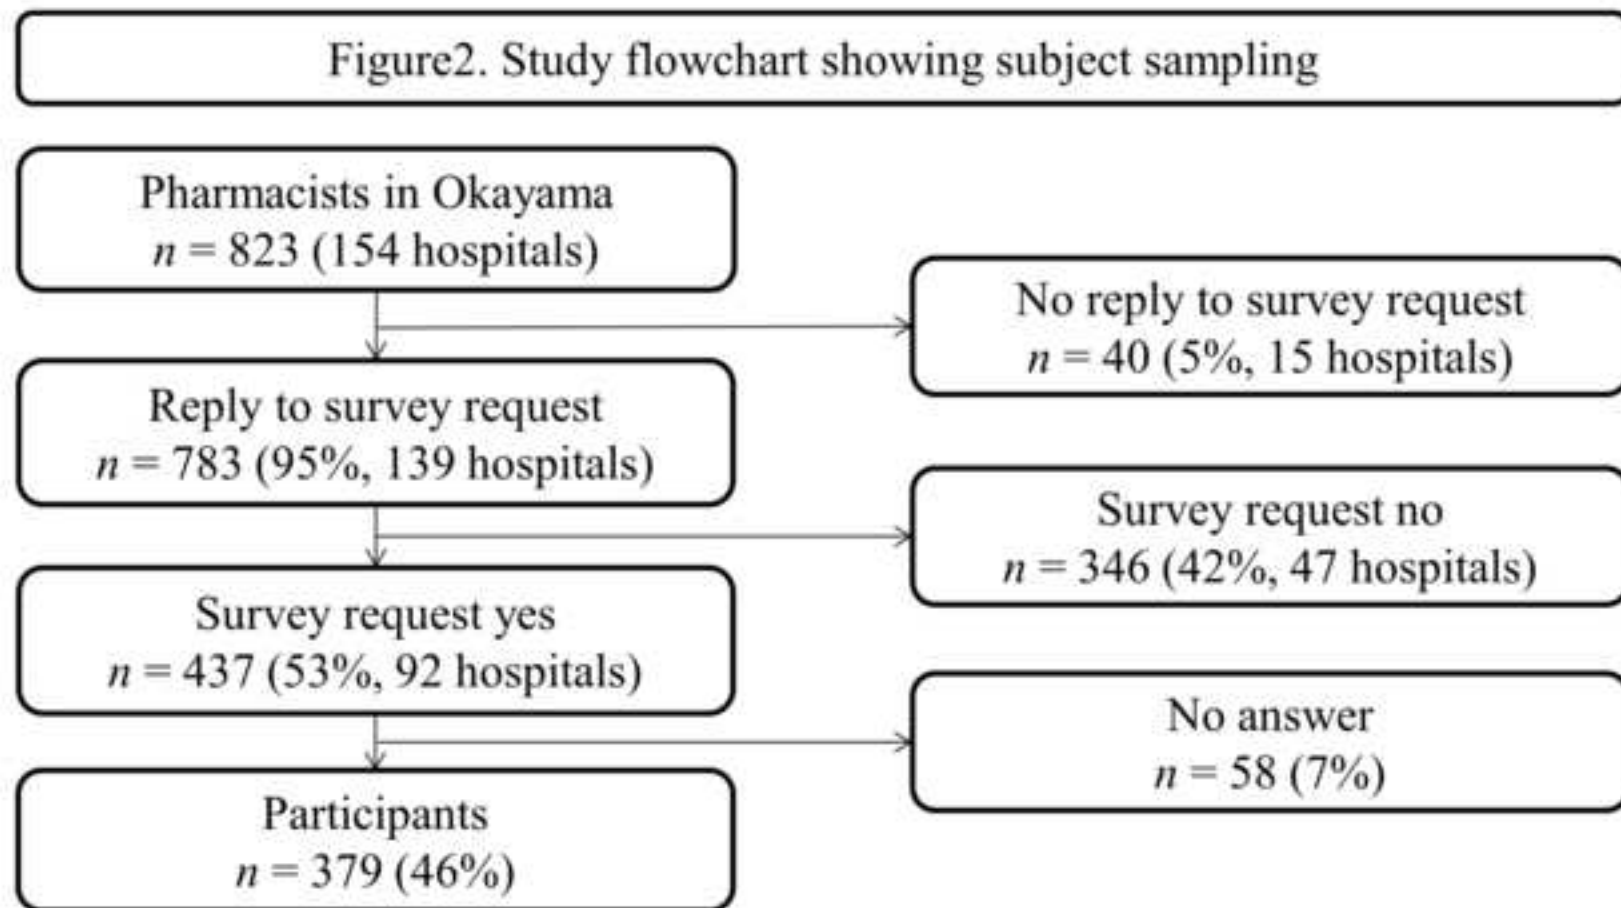 Figure2. Study flowchart showing subject sampling
Pharmacists in Okayama
n = 823 (154 hospitals)
No reply to survey request
n = 40 (5%, 15 hospitals)
Reply to survey request
n = 783 (95%, 139 hospitals)
Survey request no
n = 346 (42%, 47 hospitals)
Survey request yes
n = 437 (53%, 92 hospitals)
No answer
n = 58 (7%)
Participants
n = 379 (46%)